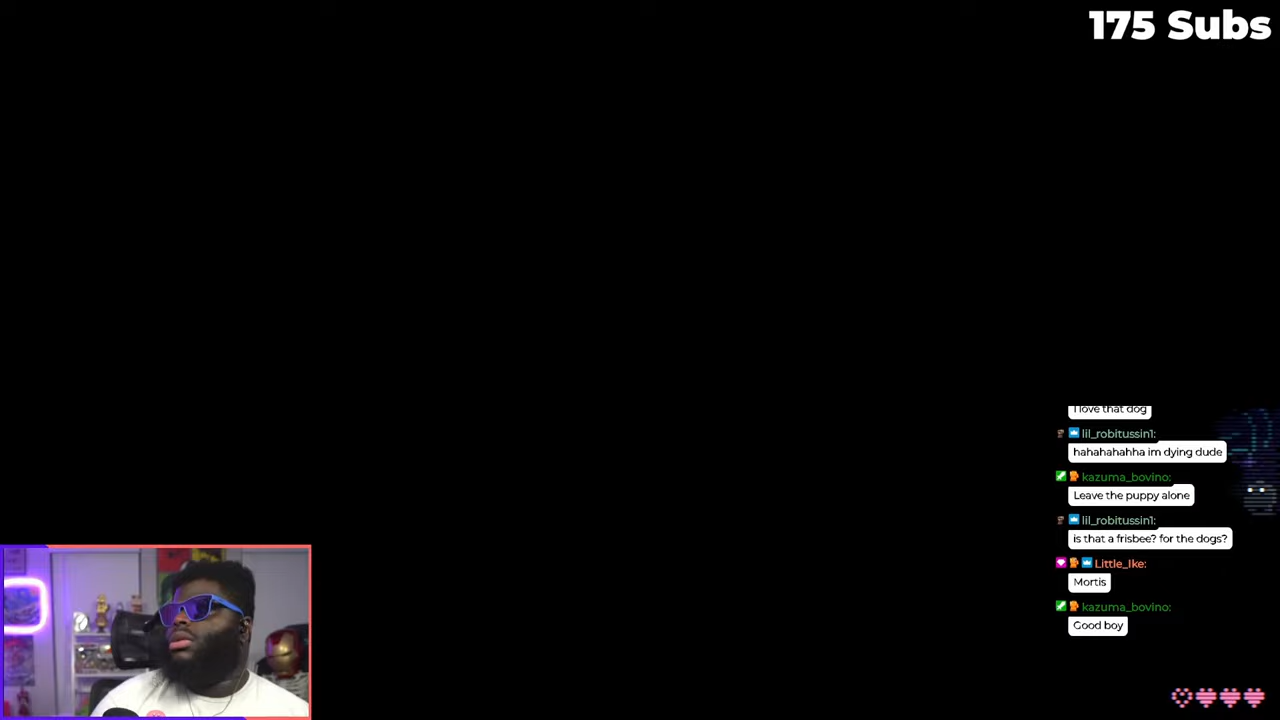 175 Subs
I love that dog
lil_robitussin1:
hahahahahha im dying dude
kazuma_bovino:
Leave the puppy alone
lil_robitussin1:
is that a frisbee? for the dogs?
Little_Ike:
Mortis
kazuma_bovino:
Good boy